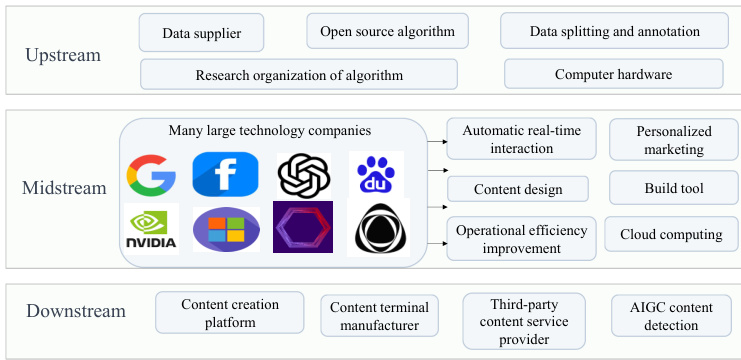 Upstream
Data supplier
Open source algorithm
Data splitting and annotation
Research organization of algorithm
Computer hardware
Midstream
Many large technology companies
f
du
NVIDIA
Automatic real-time
interaction
Personalized
marketing
Content design
Build tool
Operational efficiency
improvement
Cloud computing
Downstream
Content creation
platform
Content terminal
manufacturer
Third-party
content service
provider
AIGC content
detection